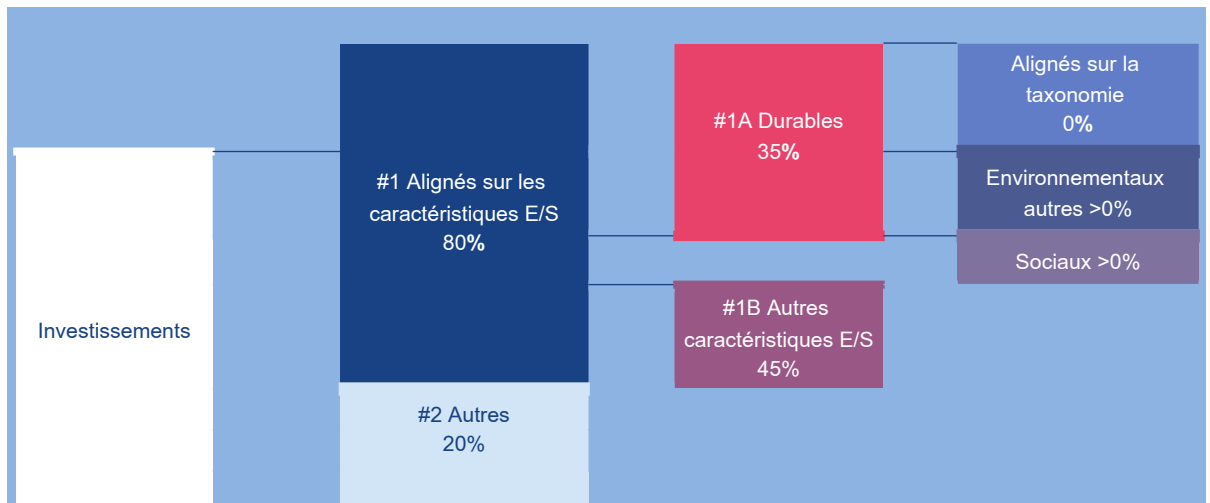 Investissements
#1 Alignés sur les
caractéristiques E/S
80%
#2 Autres
20%
#1A Durables
35%
#1B Autres
caractéristiques E/S
45%
Alignés sur la
taxonomie
0%
Environnementaux
autres >0%
Sociaux >0%